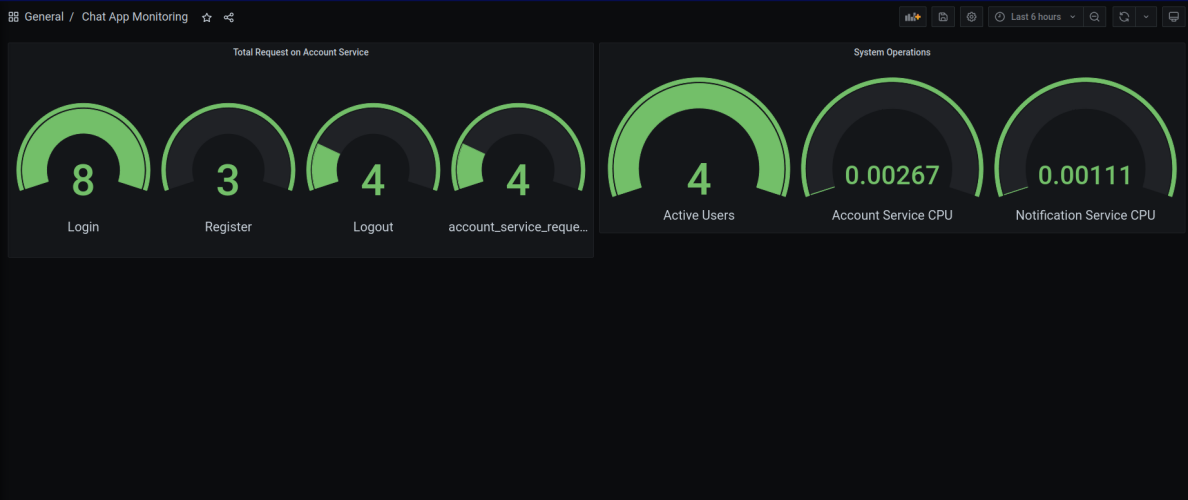 General / Chat App Monitoring
Last 6 hours
Total Request on Account Service
8
3
4
4
Login
Register
Logout
account_service_reque...
System Operations
4
0.00267
0.00111
Active Users
Account Service CPU
Notification Service CPU